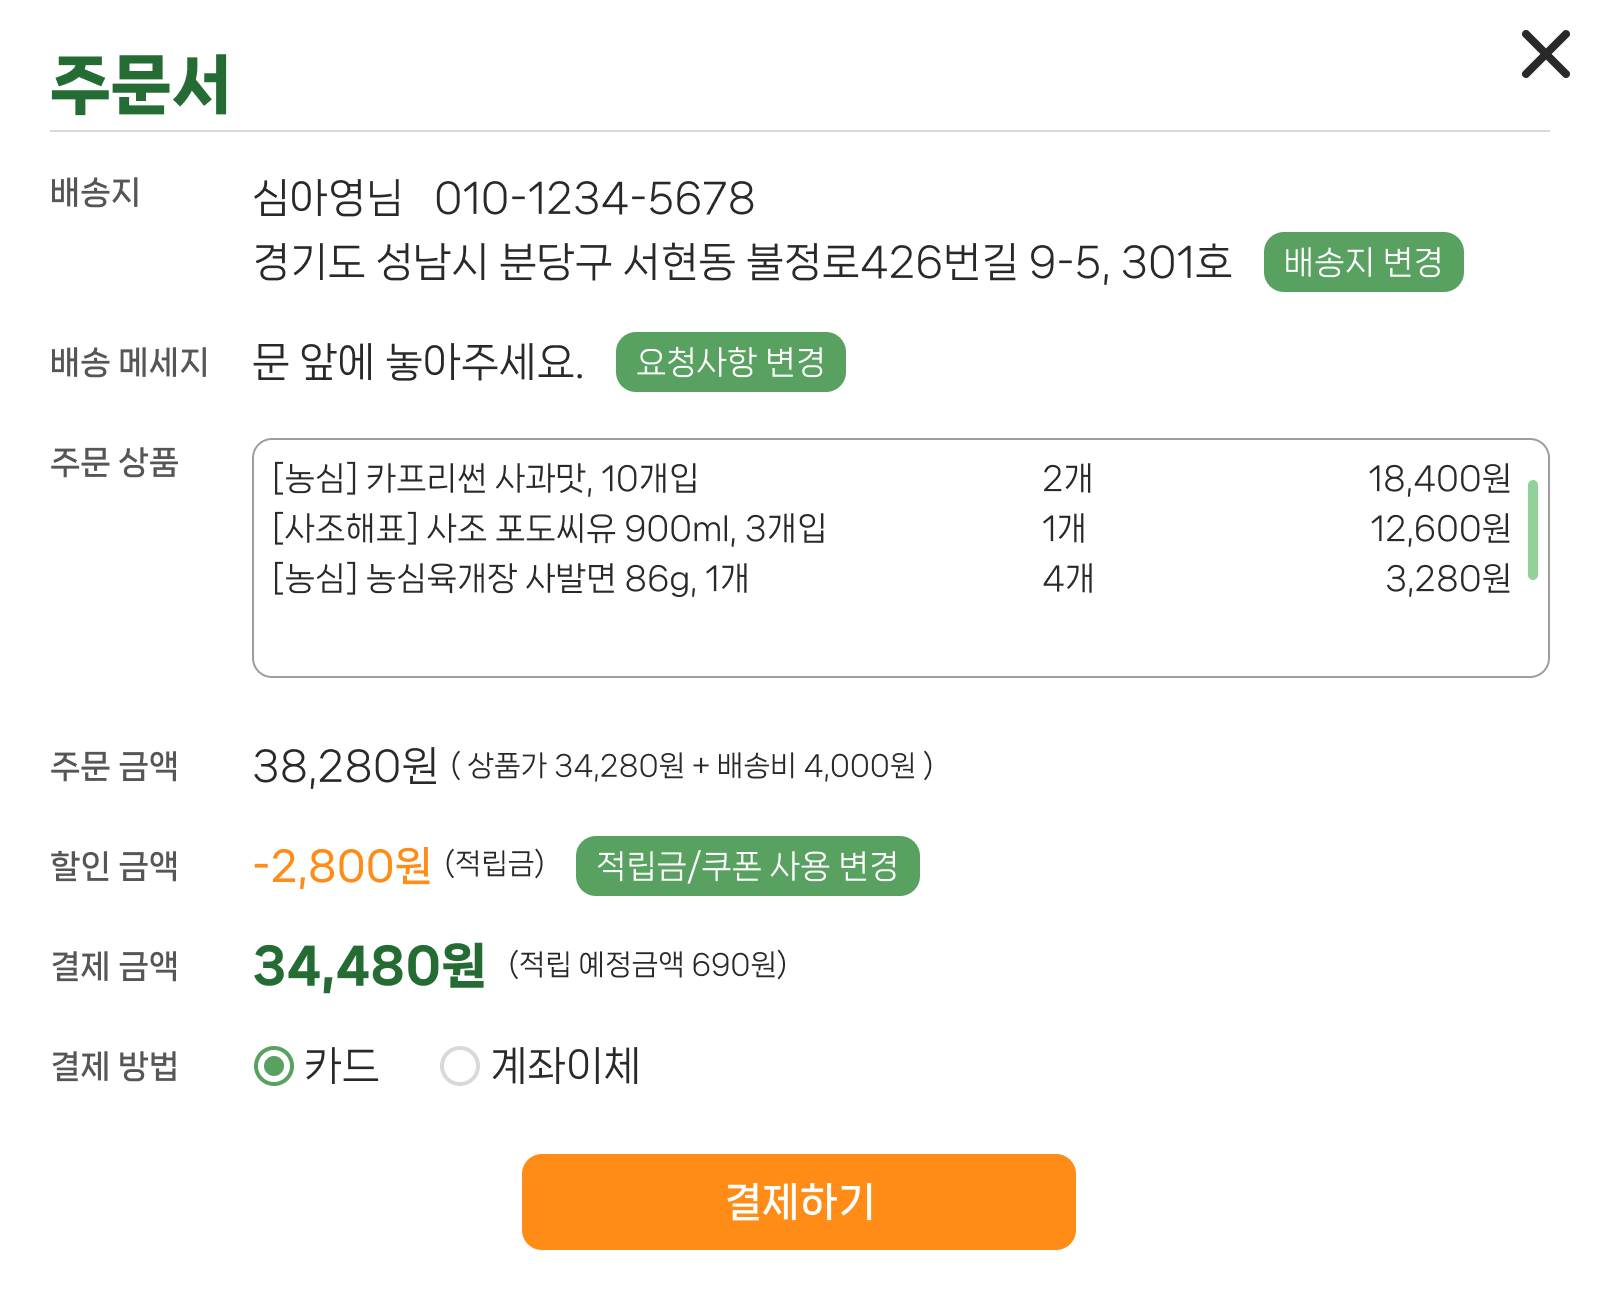 주문서
배송지 심아영님 010-1234-5678
경기도 성남시 분당구 서현동 불정로426번길 9-5, 301호 배송지 변경
배송 메세지 문 앞에 놓아주세요. 요청사항 변경
주문 상품
[농심] 카프리썬 사과맛, 10개입 2개 18,400원
[사조해표] 사조 포도씨유 900ml, 3개입 1개 12,600원
[농심] 농심육개장 사발면 86g, 1개 4개 3,280원
주문 금액 38,280원 ( 상품가 34,280원 + 배송비 4,000원 )
할인 금액 -2,800원 (적립금) 적립금/쿠폰 사용 변경
결제 금액 34,480원 (적립 예정금액 690원)
결제 방법 카드 계좌이체
결제하기